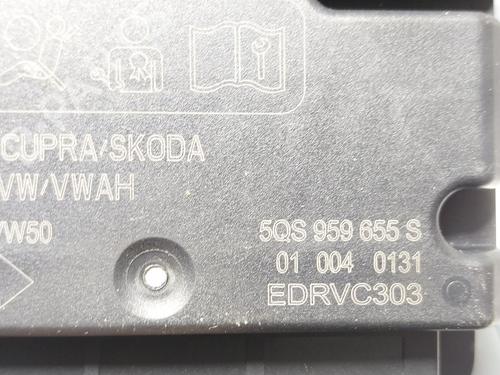 CUPRA/SKODA
VW/VWAH
W50
5QS 959 655 S
01 004 0131
EDRVC303